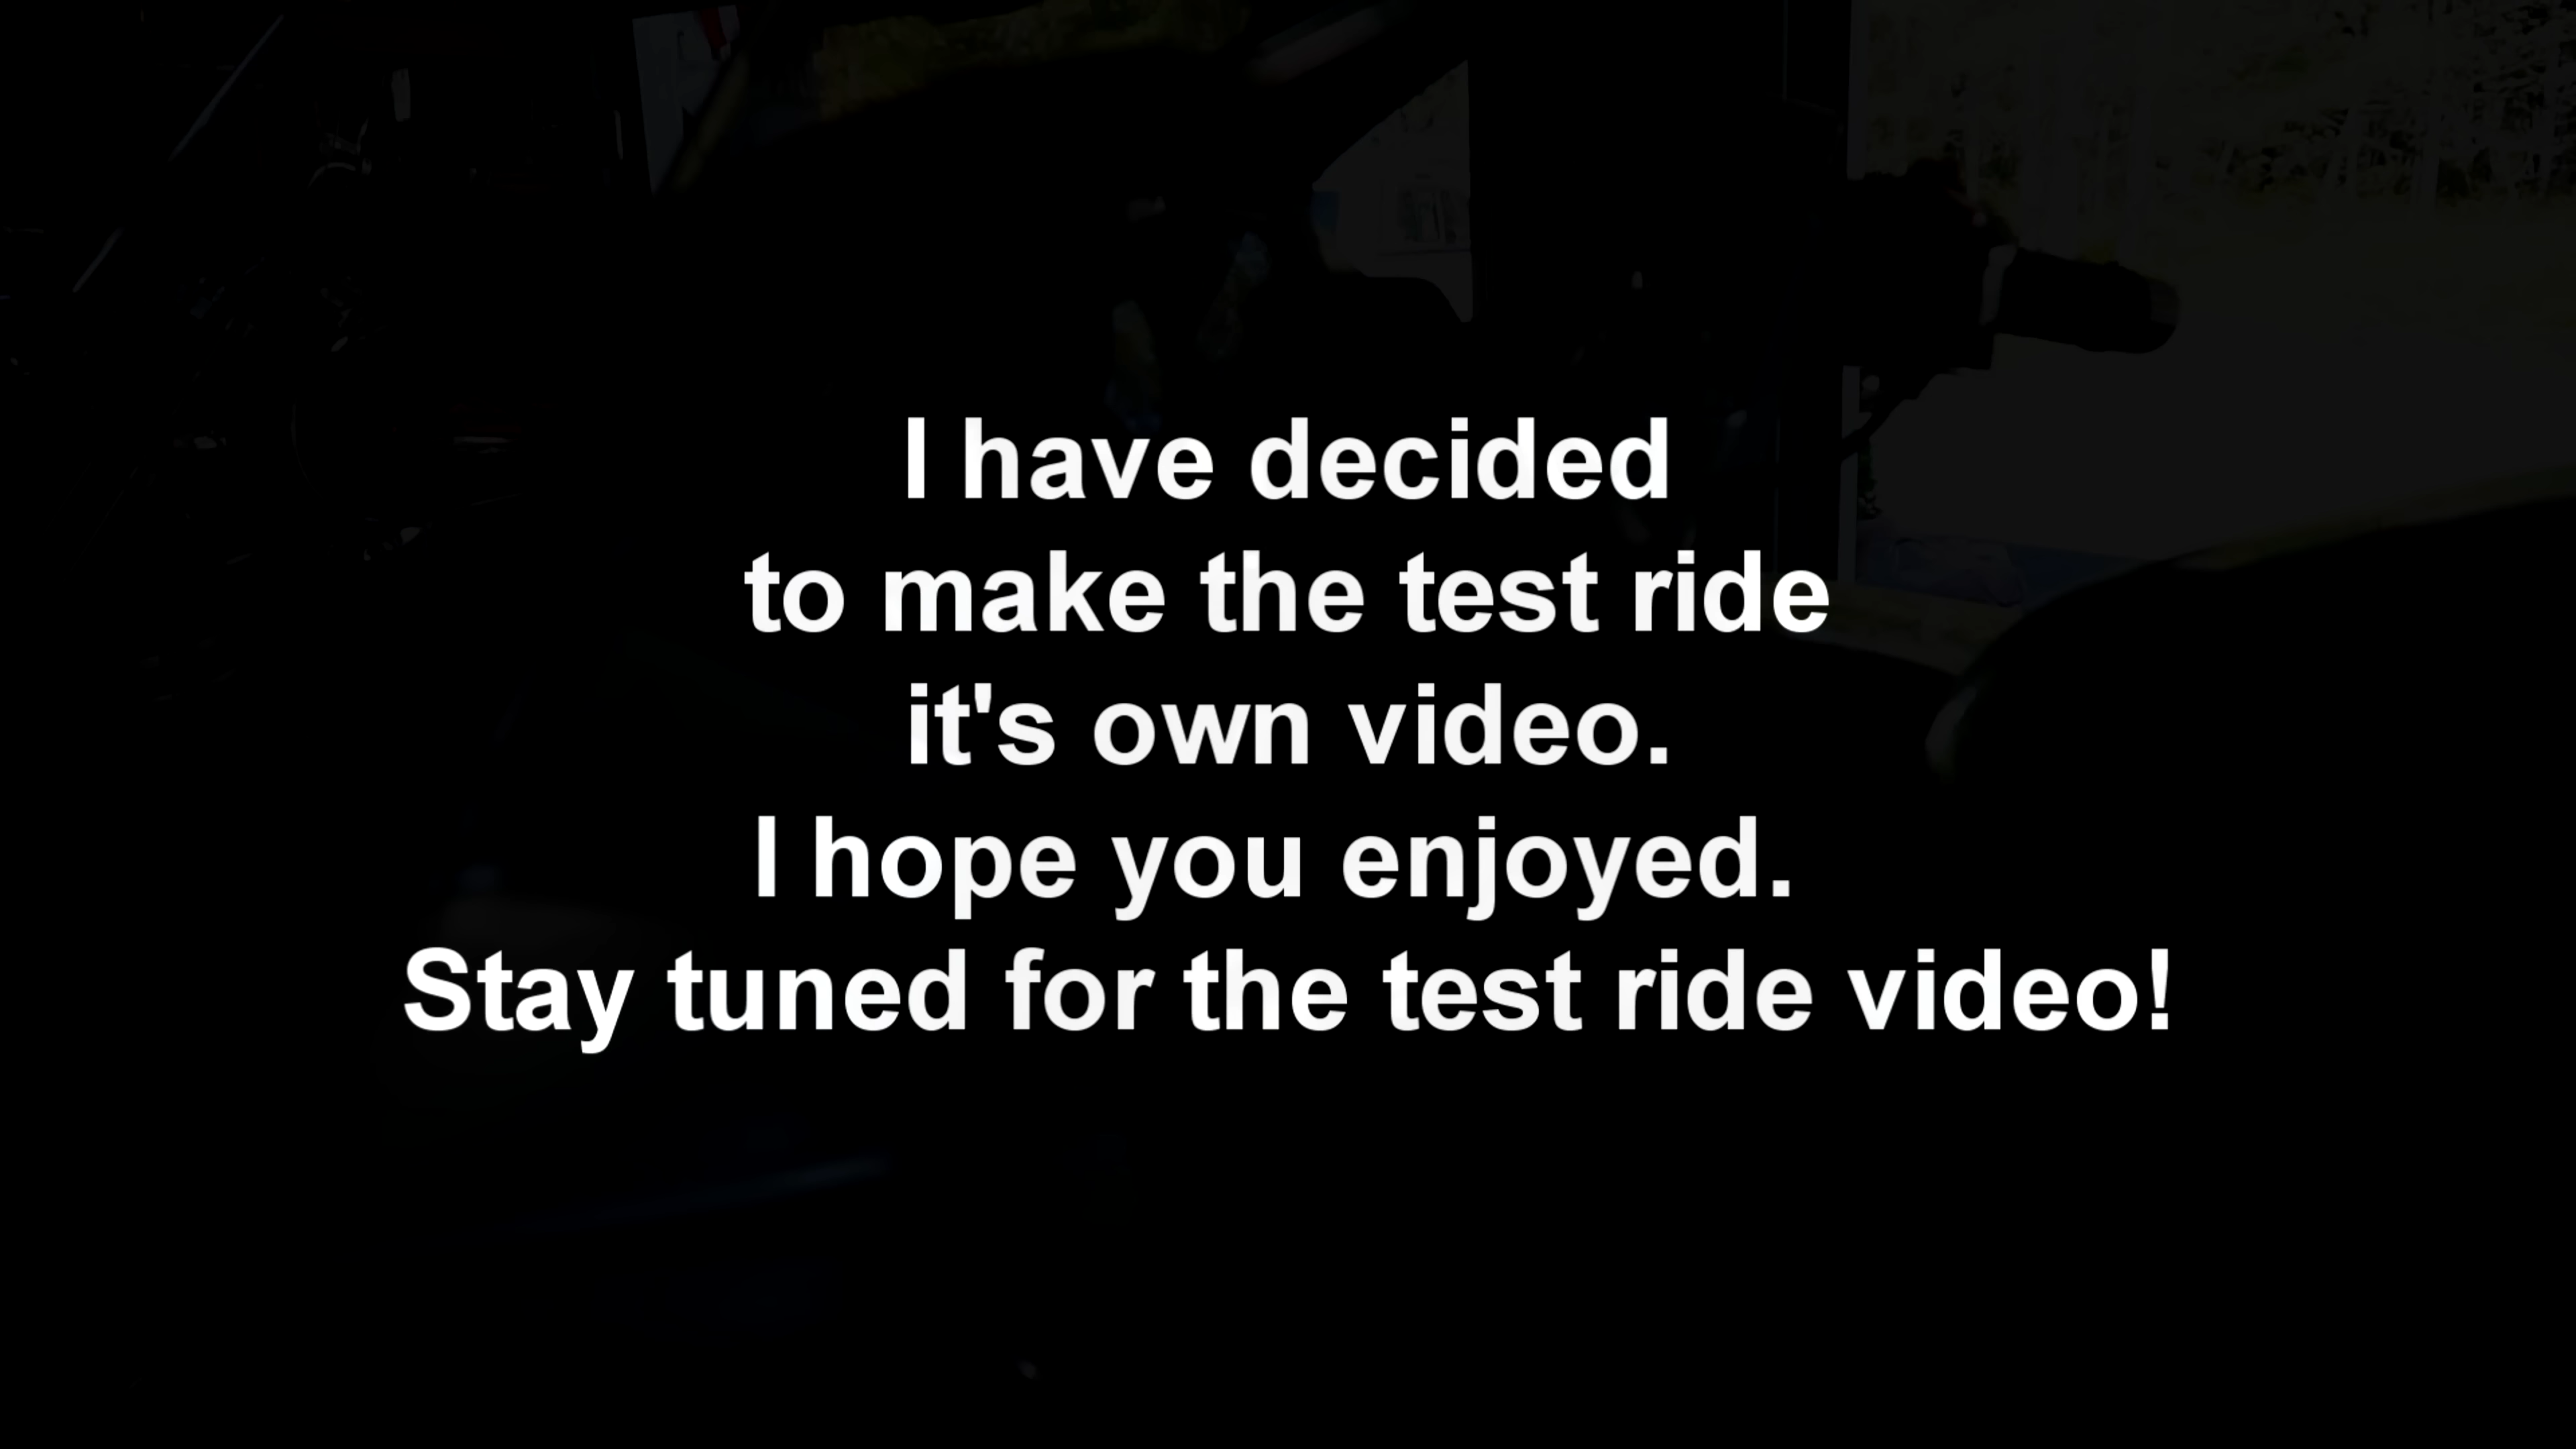 I have decided
to make the test ride
it's own video.
I hope you enjoyed.
Stay tuned for the test ride video!